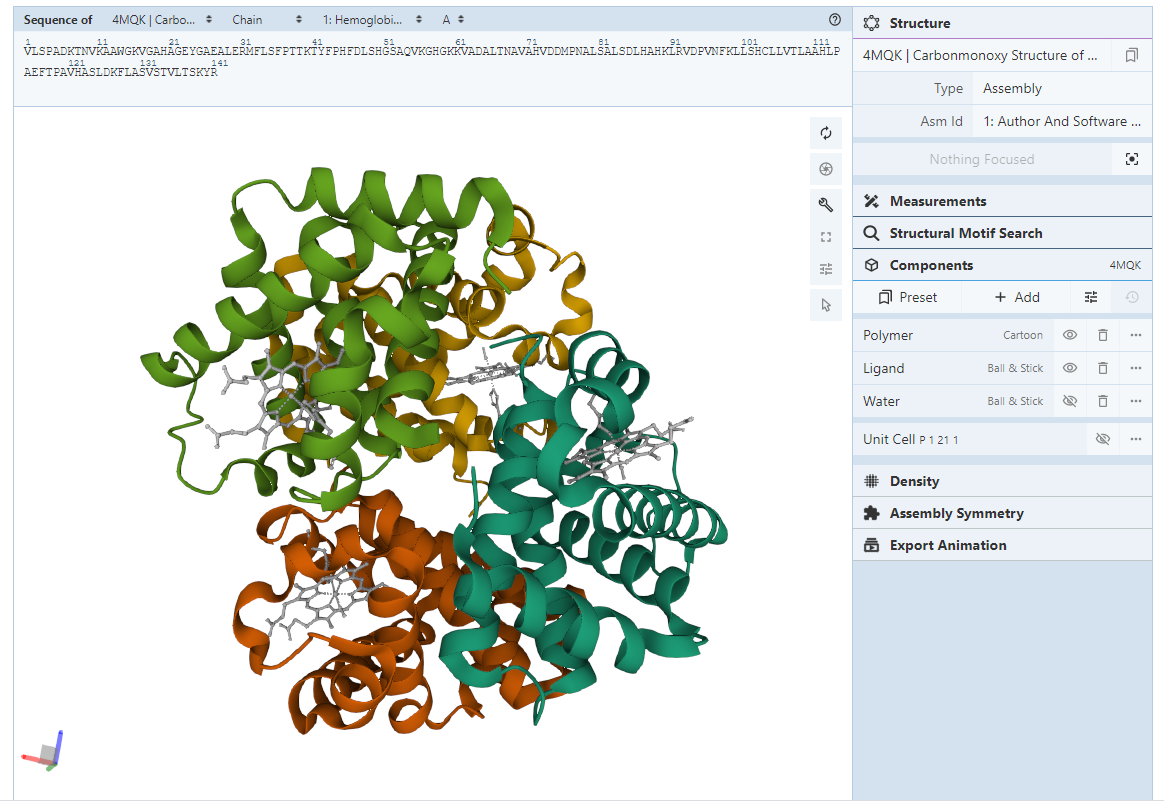 Sequence of 4MQK | Carbo... Chain 1: Hemoglobi... A
1 11 21 31 41 51 61 71 81 91 101 111
VLSPADKTNVKAAWGKVGAHAGEYGAEALERMFLSFPTTKTYFPHFDLSHGSAQVKGHGKKVADALTNAVAHVDDMPNALSALSDLHAHKLRVDPVNFKLLSHCLLVTLAAHLP
121 131 141
AEFTPAVHASLDKFLASVSTVLTSKYR
Structure
4MQK | Carbonmonoxy Structure of ...
Type Assembly
Asm Id 1: Author And Software ...
Nothing Focused
Measurements
Structural Motif Search
Components 4MQK
Preset + Add
Polymer Cartoon
Ligand Ball & Stick
Water Ball & Stick
Unit Cell P 1 21 1
Density
Assembly Symmetry
Export Animation